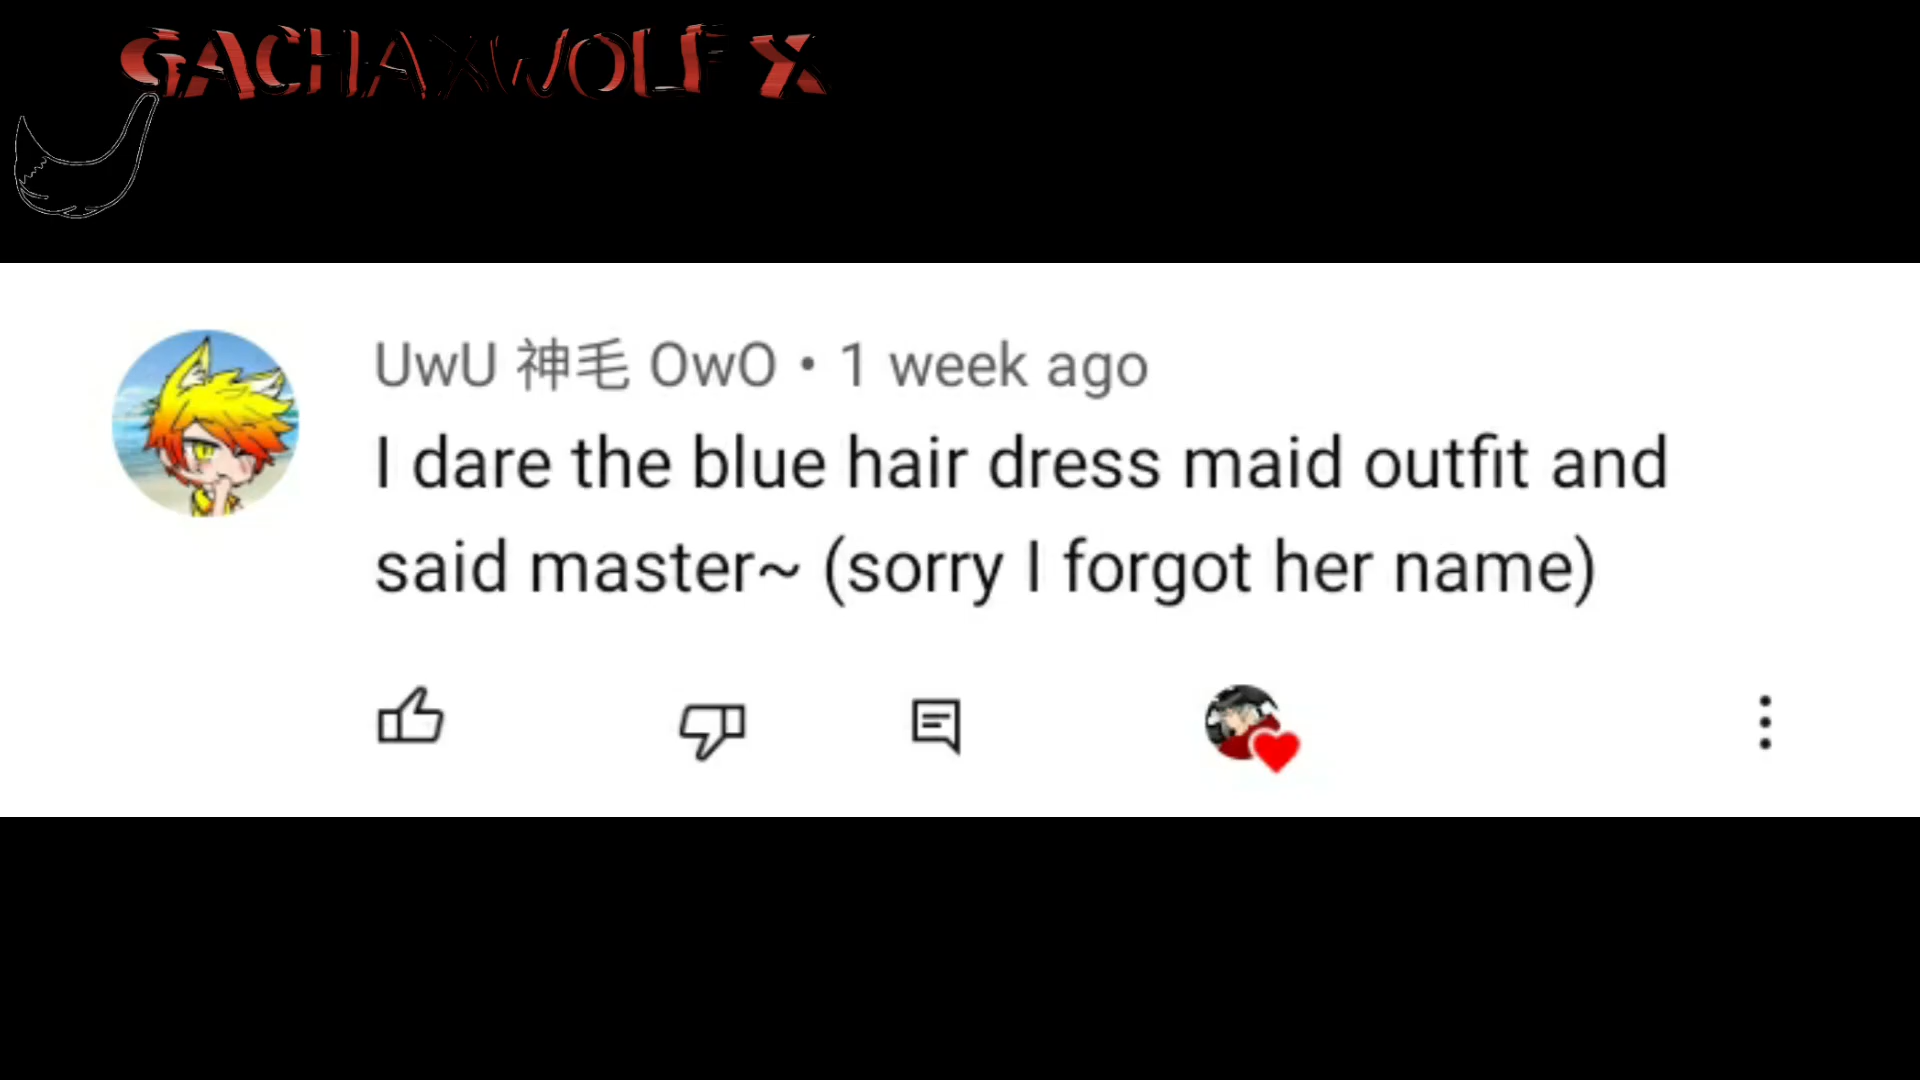 GACHAXWOLF X
UwU 神毛 OwO • 1 week ago
I dare the blue hair dress maid outfit and
said master~ (sorry I forgot her name)